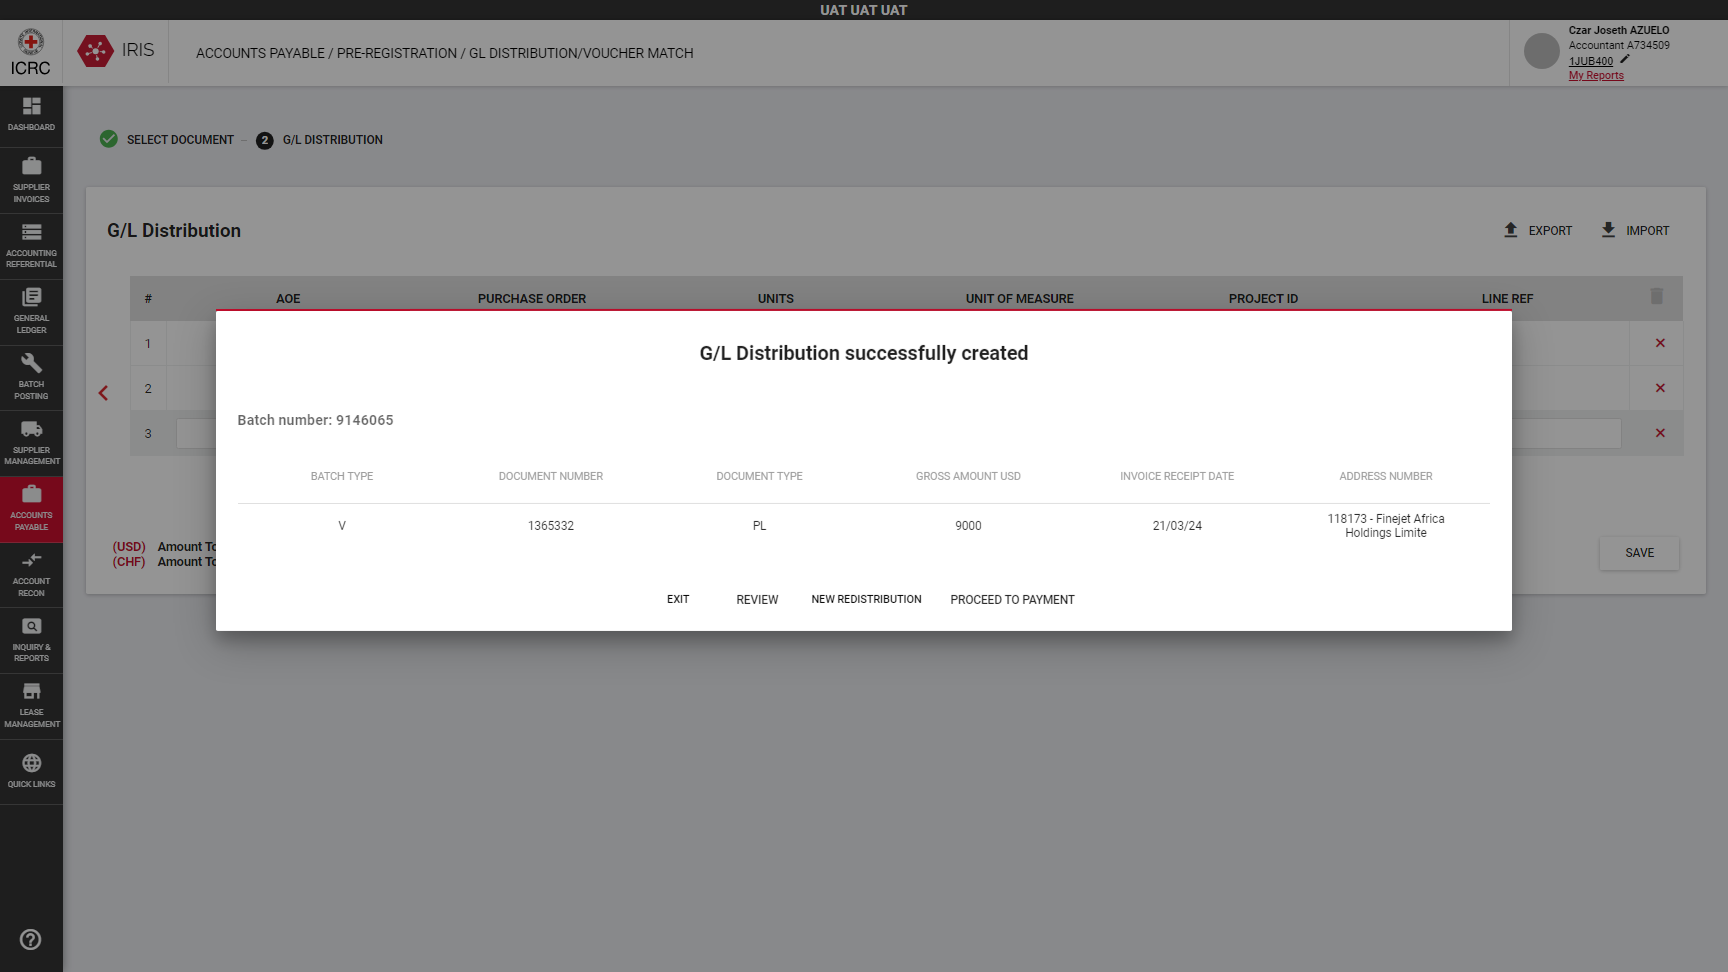 UAT UAT UAT
ICRC
IRIS
ACCOUNTS PAYABLE / PRE-REGISTRATION / GL DISTRIBUTION/VOUCHER MATCH
Czar Joseth AZUELO
Accountant A734509
1JUB400
My Reports
DASHBOARD
SUPPLIER
INVOICES
ACCOUNTING
REFERENTIAL
GENERAL
LEDGER
BATCH
POSTING
SUPPLIER
MANAGEMENT
ACCOUNTS
PAYABLE
ACCOUNT
RECON
INQUIRY &
REPORTS
LEASE
MANAGEMENT
QUICK LINKS
SELECT DOCUMENT
2 G/L DISTRIBUTION
G/L Distribution
EXPORT
IMPORT
# AOE PURCHASE ORDER UNITS UNIT OF MEASURE PROJECT ID LINE REF
1
2
3
(USD) Amount To
(CHF) Amount To
SAVE
G/L Distribution successfully created
Batch number: 9146065
BATCH TYPE DOCUMENT NUMBER DOCUMENT TYPE GROSS AMOUNT USD INVOICE RECEIPT DATE ADDRESS NUMBER
V 1365332 PL 9000 21/03/24 118173 - Finejet Africa
Holdings Limite
EXIT REVIEW NEW REDISTRIBUTION PROCEED TO PAYMENT